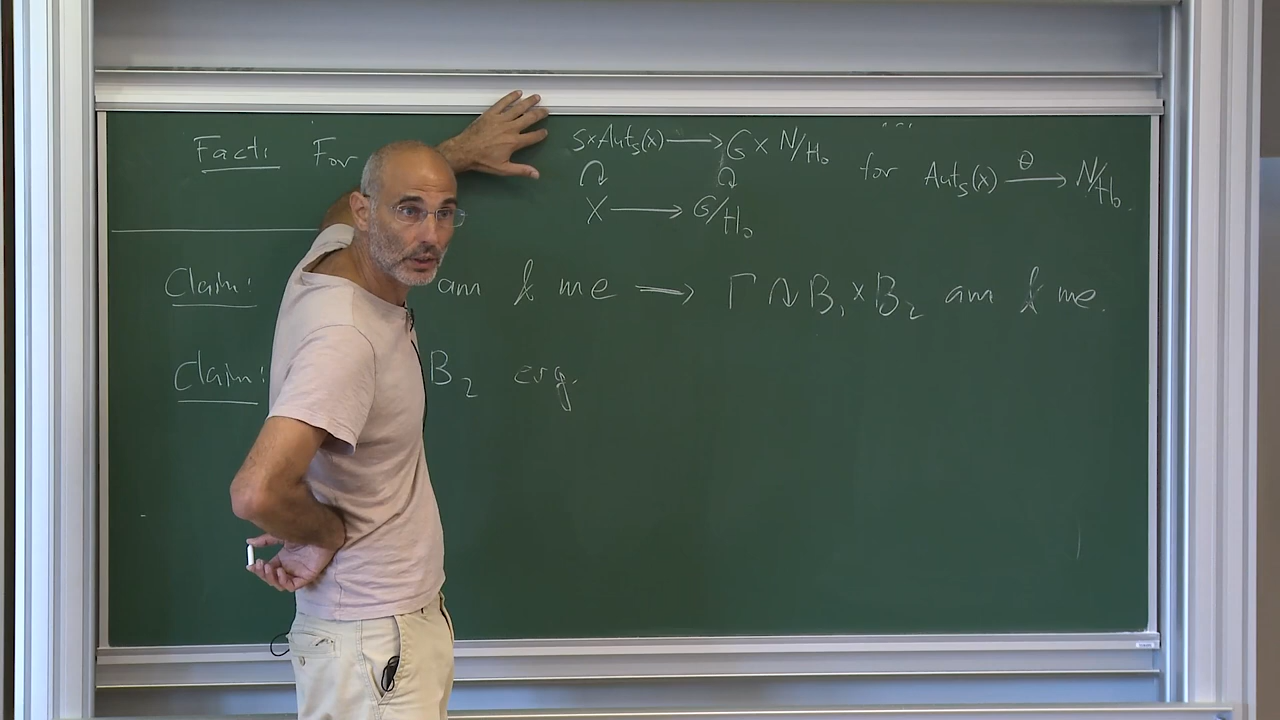 Fact: For S×Aut_S(X) ⟶ G × N/H₀ for Aut_S(X) ⟶^θ N/H₀.
X ⟶ G/H₀
Claim: am & me ⟶ Γ ↷ B₁ × B₂ am & me.
Claim: B₂ erg.